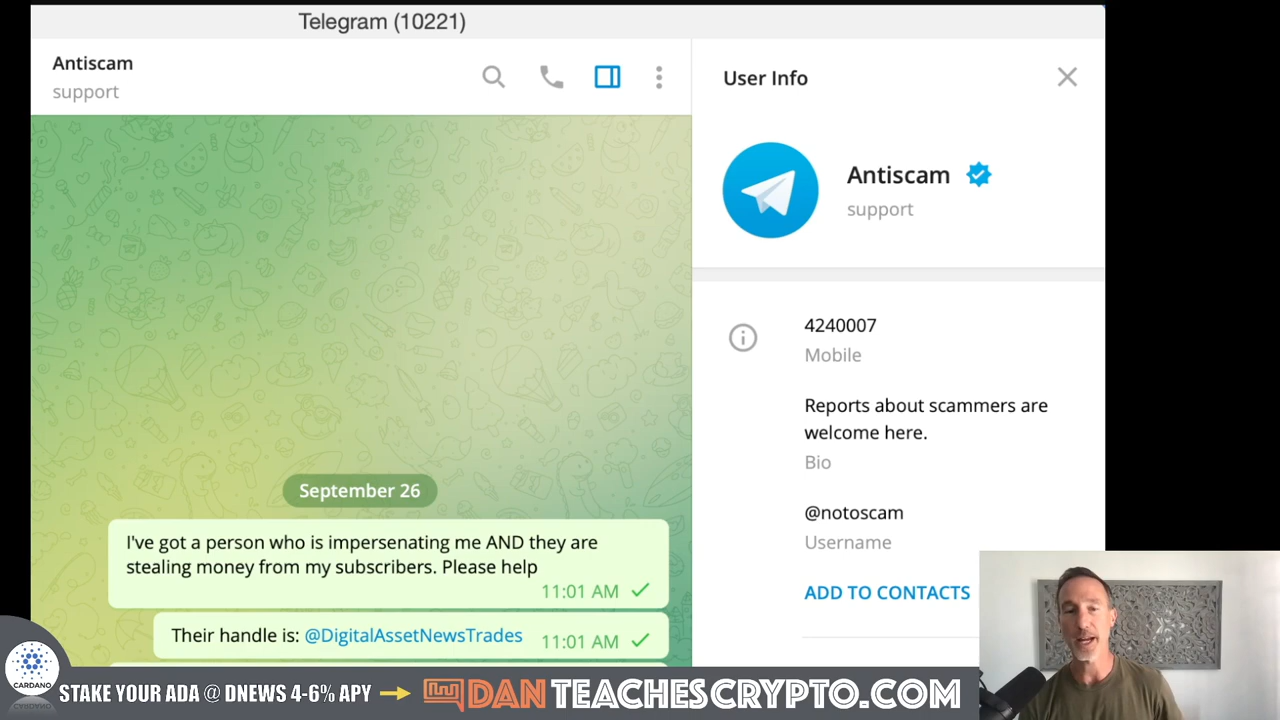 Telegram (10221)
Antiscam
support
User Info
Antiscam
support
4240007
Mobile
Reports about scammers are
welcome here.
Bio
@notoscam
Username
ADD TO CONTACTS
September 26
I've got a person who is impersenating me AND they are
stealing money from my subscribers. Please help
11:01 AM
Their handle is: @DigitalAssetNewsTrades 11:01 AM
CARDANO
STAKE YOUR ADA @ DNEWS 4-6% APY
DANTEACHESCRYPTO.COM